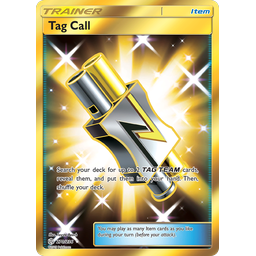 TRAINER
Item
Tag Call
Search your deck for up to 2 TAG TEAM cards,
reveal them, and put them into your hand. Then,
shuffle your deck.
You may play as many Item cards as you like
during your turn (before your attack).